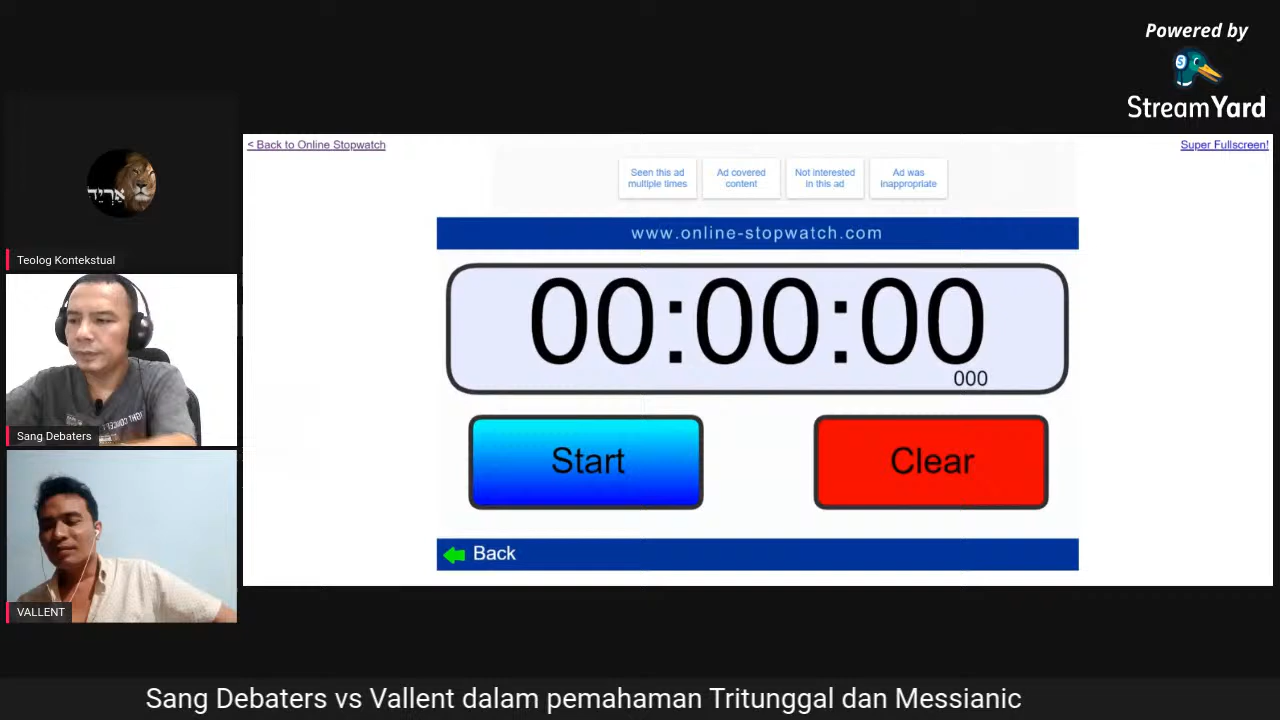 Powered by
StreamYard
< Back to Online Stopwatch
Super Fullscreen!
Seen this ad
multiple times
Ad covered
content
Not interested
in this ad
Ad was
inappropriate
www.online-stopwatch.com
00:00:00
000
Start
Clear
Back
אַרְיֵה
Teolog Kontekstual
Sang Debaters
VALLENT
Sang Debaters vs Vallent dalam pemahaman Tritunggal dan Messianic